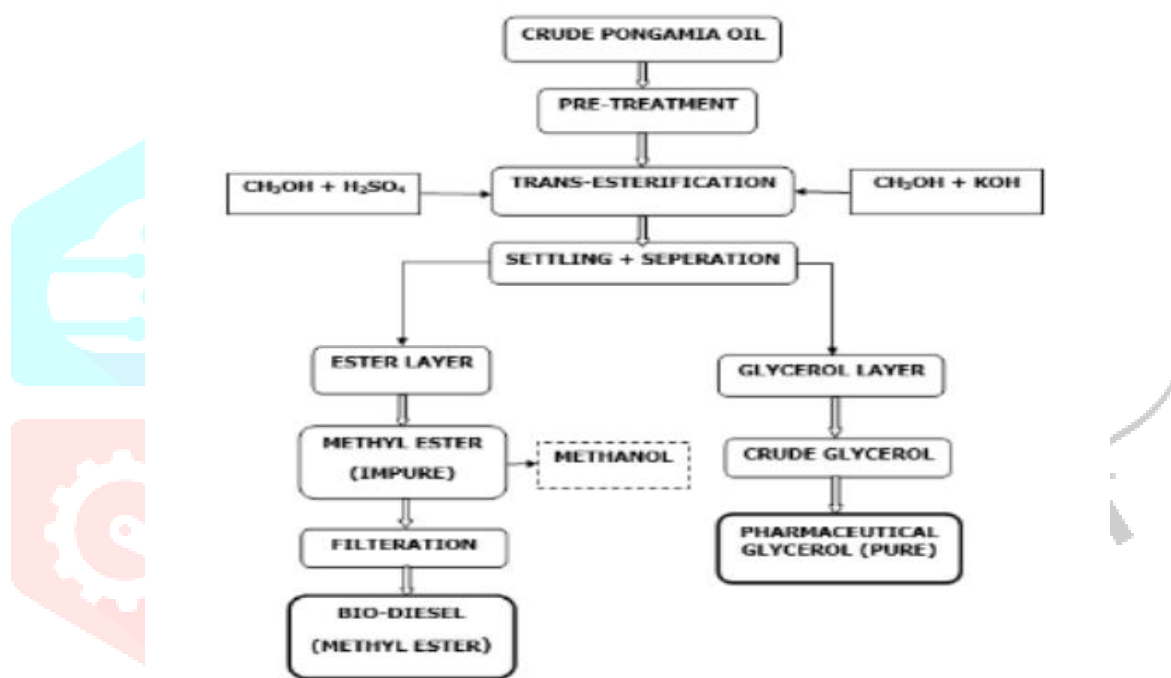 CRUDE PONGAMIA OIL
PRE-TREATMENT
CH₃OH + H₂SO₄
TRANS-ESTERIFICATION
CH₃OH + KOH
SETTLING + SEPERATION
ESTER LAYER
GLYCEROL LAYER
METHYL ESTER
(IMPURE)
METHANOL
CRUDE GLYCEROL
FILTERATION
PHARMACEUTICAL
GLYCEROL (PURE)
BIO-DIESEL
(METHYL ESTER)